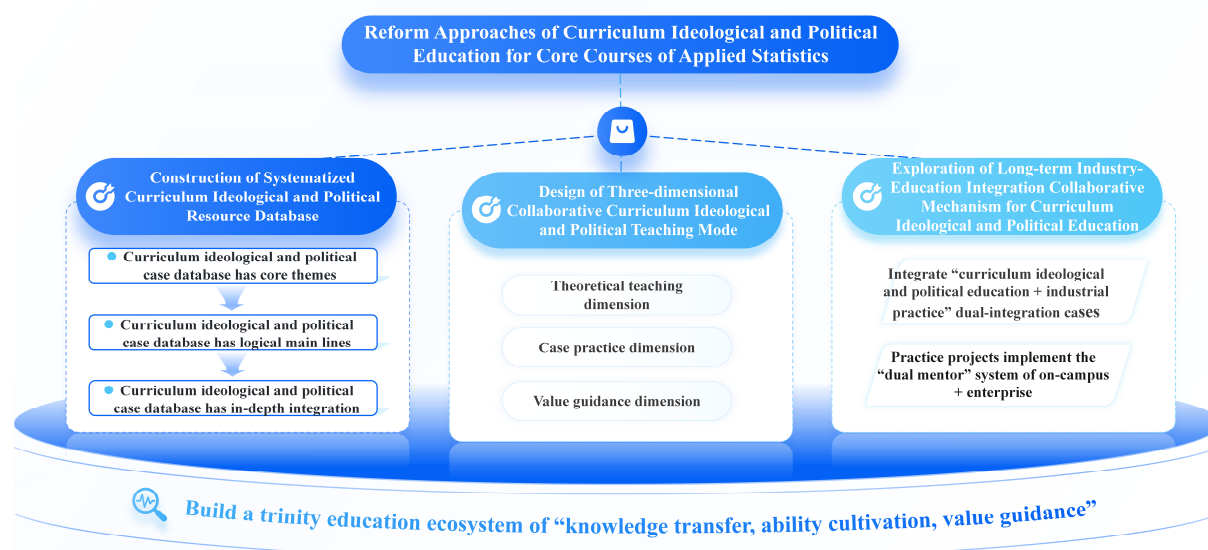 Reform Approaches of Curriculum Ideological and Political
Education for Core Courses of Applied Statistics
Construction of Systematized
Curriculum Ideological and Political
Resource Database
Curriculum ideological and political
case database has core themes
Curriculum ideological and political
case database has logical main lines
Curriculum ideological and political
case database has in-depth integration
Design of Three-dimensional
Collaborative Curriculum Ideological
and Political Teaching Mode
Theoretical teaching
dimension
Case practice dimension
Value guidance dimension
Exploration of Long-term Industry-
Education Integration Collaborative
Mechanism for Curriculum
Ideological and Political Education
Integrate “curriculum ideological
and political education + industrial
practice” dual-integration cases
Practice projects implement the
“dual mentor” system of on-campus
+ enterprise
Build a trinity education ecosystem of “knowledge transfer, ability cultivation, value guidance”